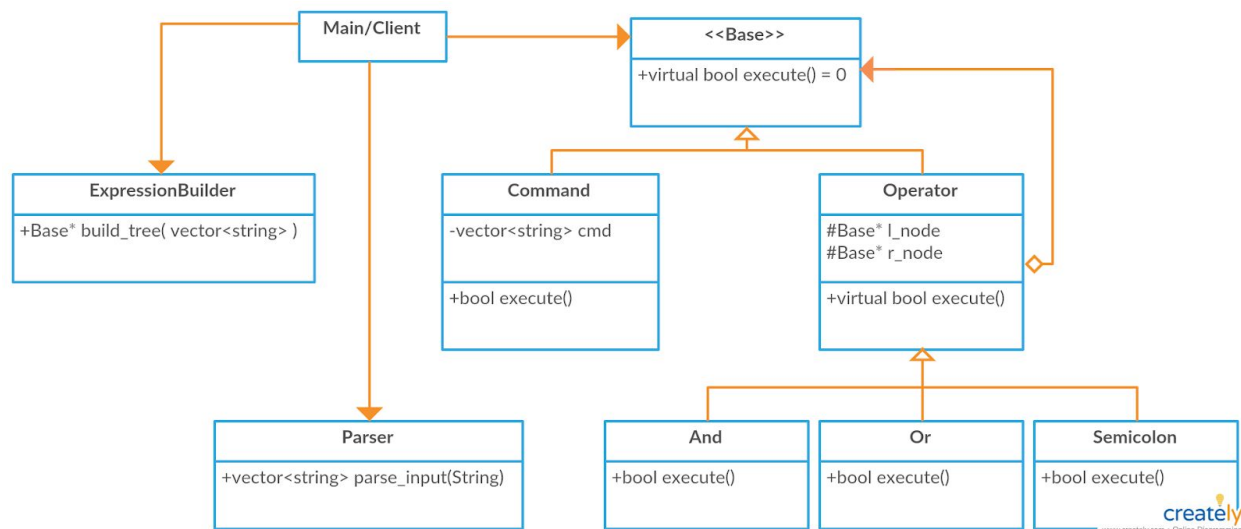 Main/Client
<<Base>>
+virtual bool execute() = 0
ExpressionBuilder
+Base* build_tree( vector<string> )
Command
-vector<string> cmd
+bool execute()
Operator
#Base* l_node
#Base* r_node
+virtual bool execute()
Parser
+vector<string> parse_input(String)
And
+bool execute()
Or
+bool execute()
Semicolon
+bool execute()
creately